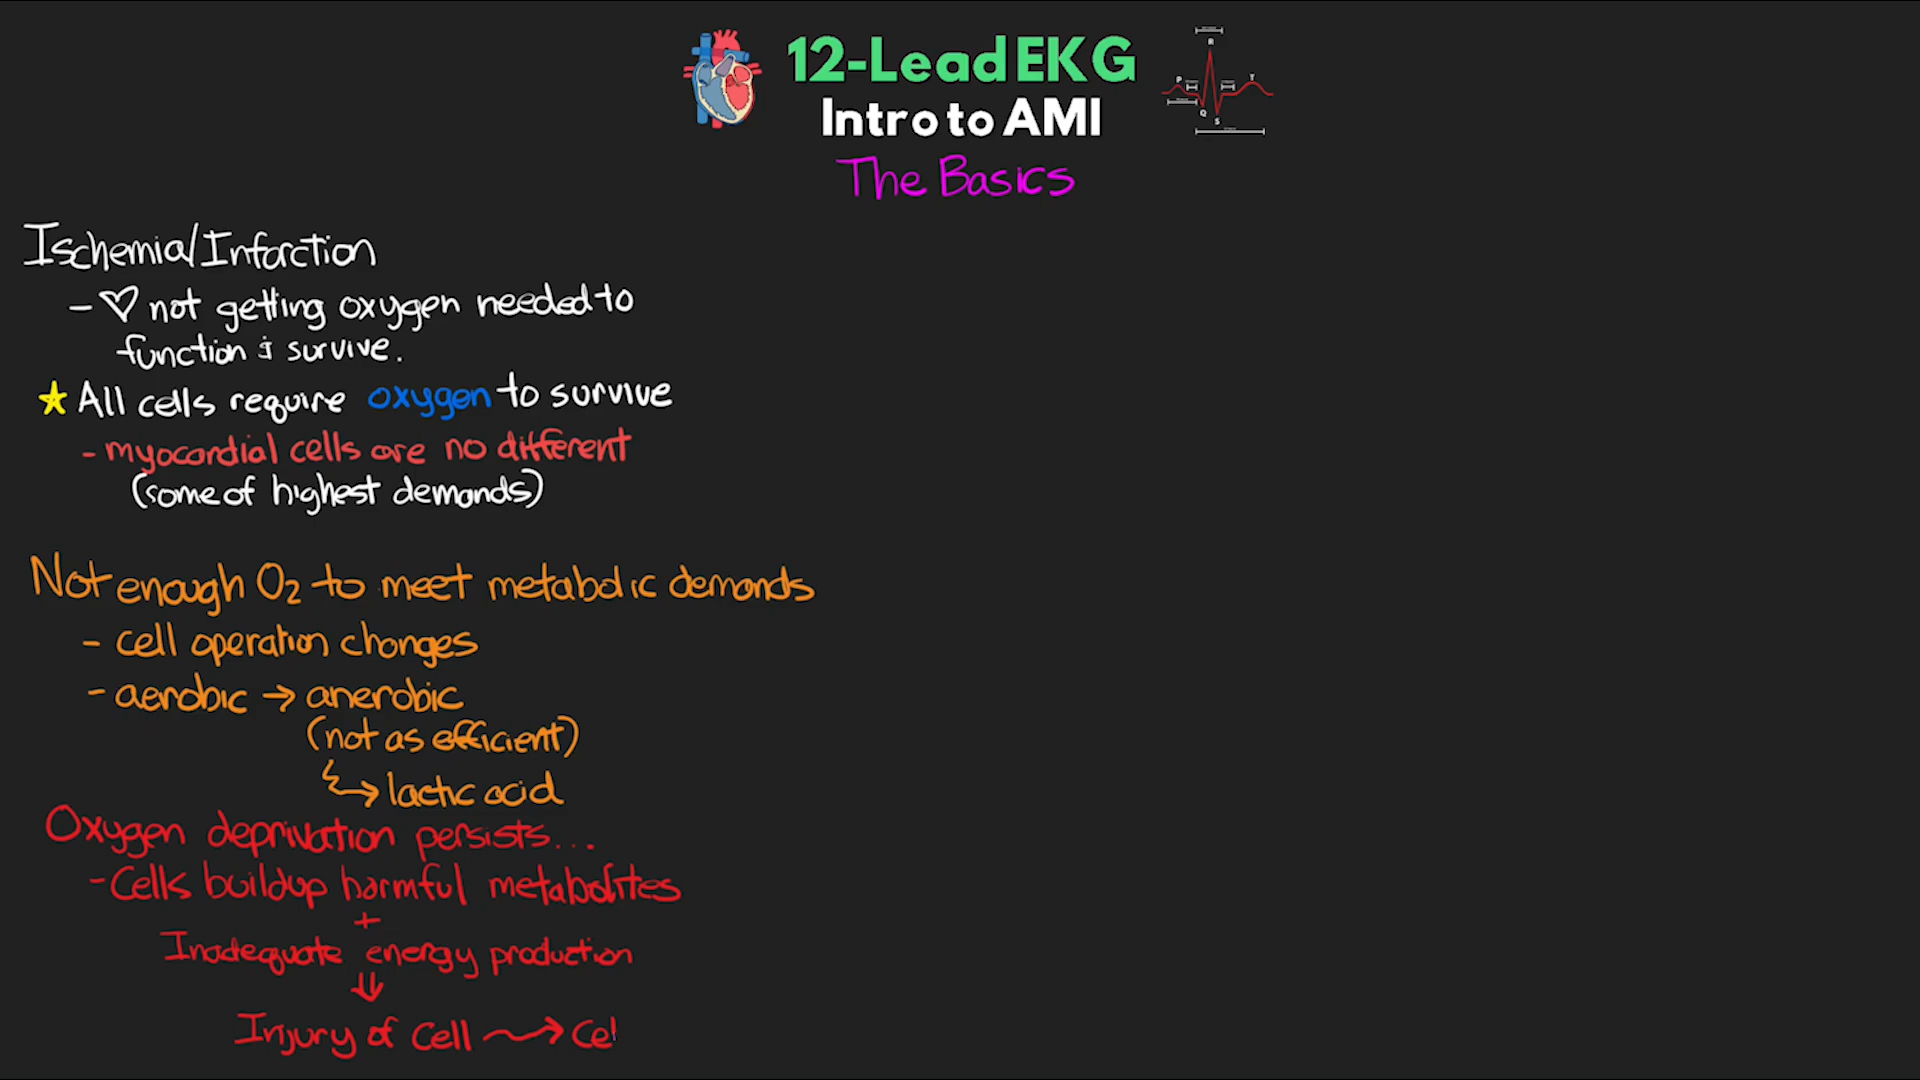 12-Lead EKG
Intro to AMI
The Basics
R
P
T
Q
S
Ischemia/Infarction
- ♡ not getting oxygen needed to
function & survive.
★ All cells require oxygen to survive
- myocardial cells are no different
(some of highest demands)
Not enough O2 to meet metabolic demands
- cell operation changes
- aerobic → anerobic
(not as efficient)
↳ lactic acid
Oxygen deprivation persists...
- Cells buildup harmful metabolites
+
Inadequate energy production
⇓
Injury of Cell → Cel